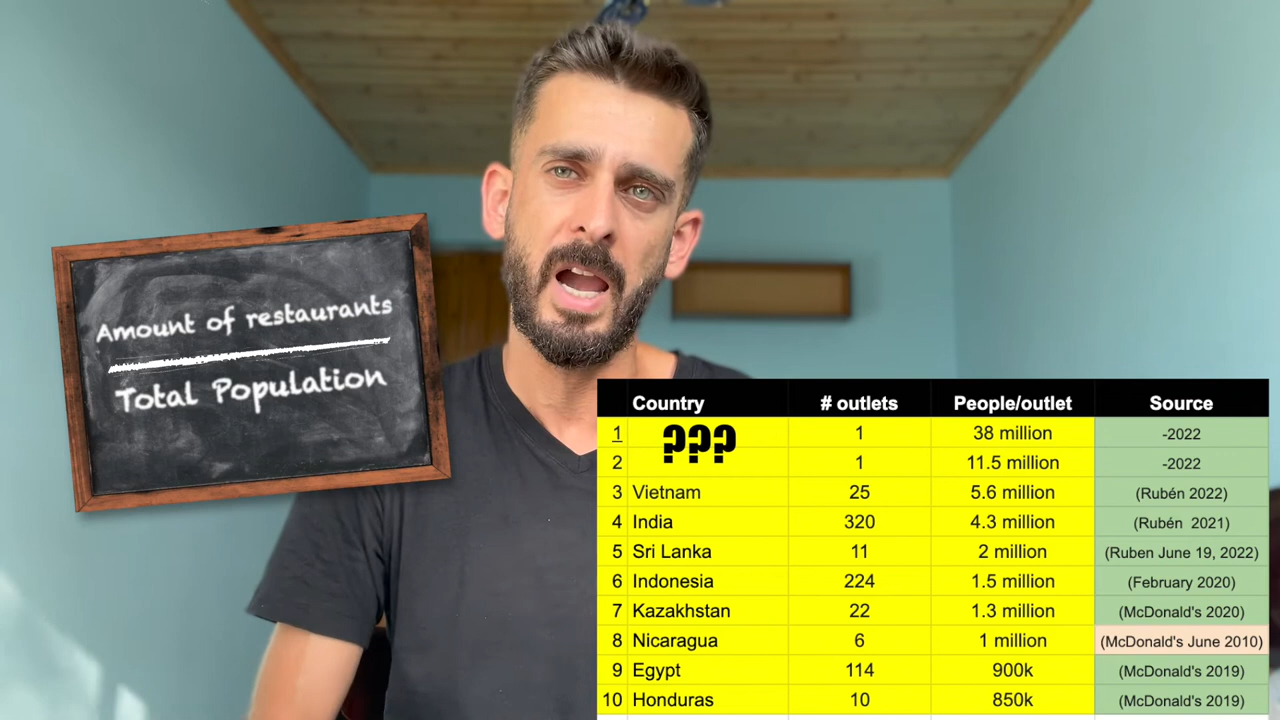 Amount of restaurants
Total Population
Country # outlets People/outlet Source
1 ??? 1 38 million -2022
2 1 11.5 million -2022
3 Vietnam 25 5.6 million (Rubén 2022)
4 India 320 4.3 million (Rubén 2021)
5 Sri Lanka 11 2 million (Ruben June 19, 2022)
6 Indonesia 224 1.5 million (February 2020)
7 Kazakhstan 22 1.3 million (McDonald's 2020)
8 Nicaragua 6 1 million (McDonald's June 2010)
9 Egypt 114 900k (McDonald's 2019)
10 Honduras 10 850k (McDonald's 2019)